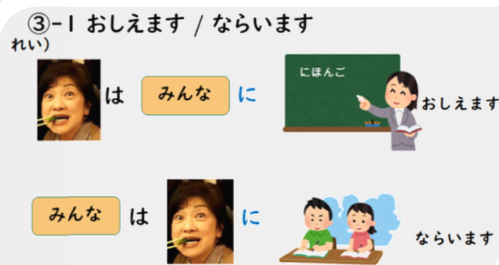 ③-1 おしえます / ならいます
れい)
は みんな に
にほんご
おしえます
みんな は に
ならいます